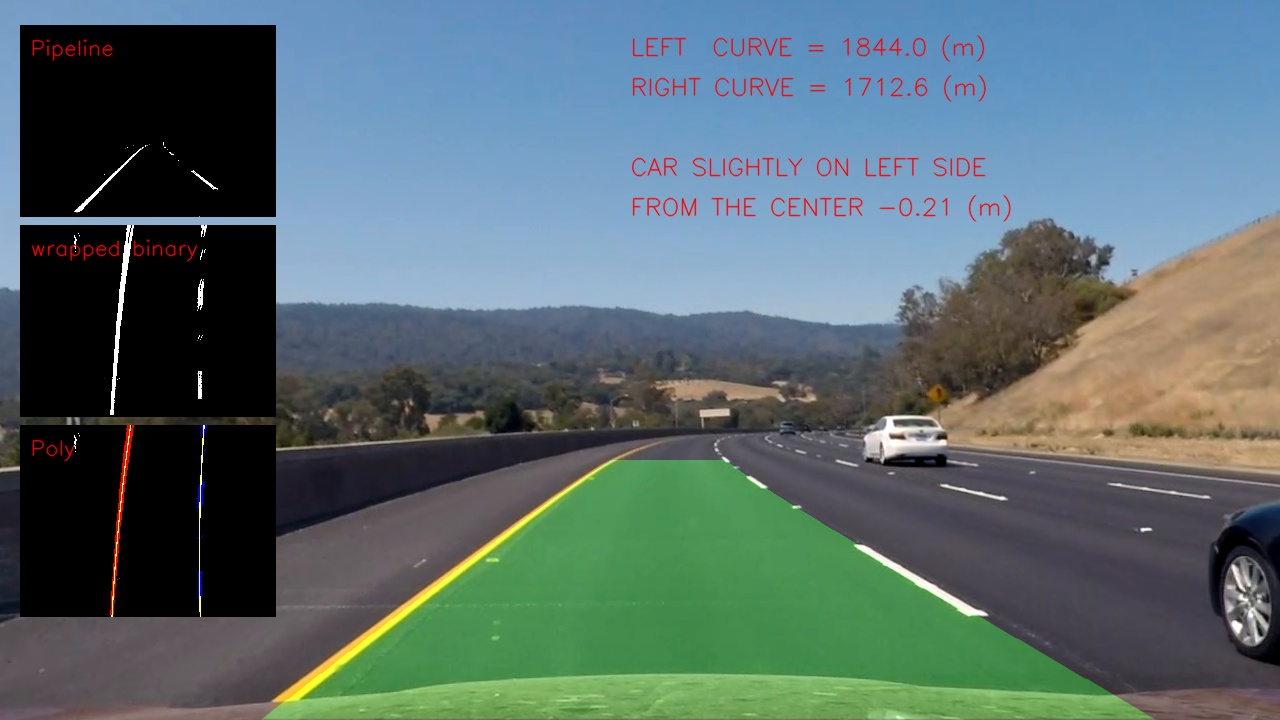 Pipeline
LEFT CURVE = 1844.0 (m)
RIGHT CURVE = 1712.6 (m)
CAR SLIGHTLY ON LEFT SIDE
FROM THE CENTER -0.21 (m)
wrapped binary
Poly